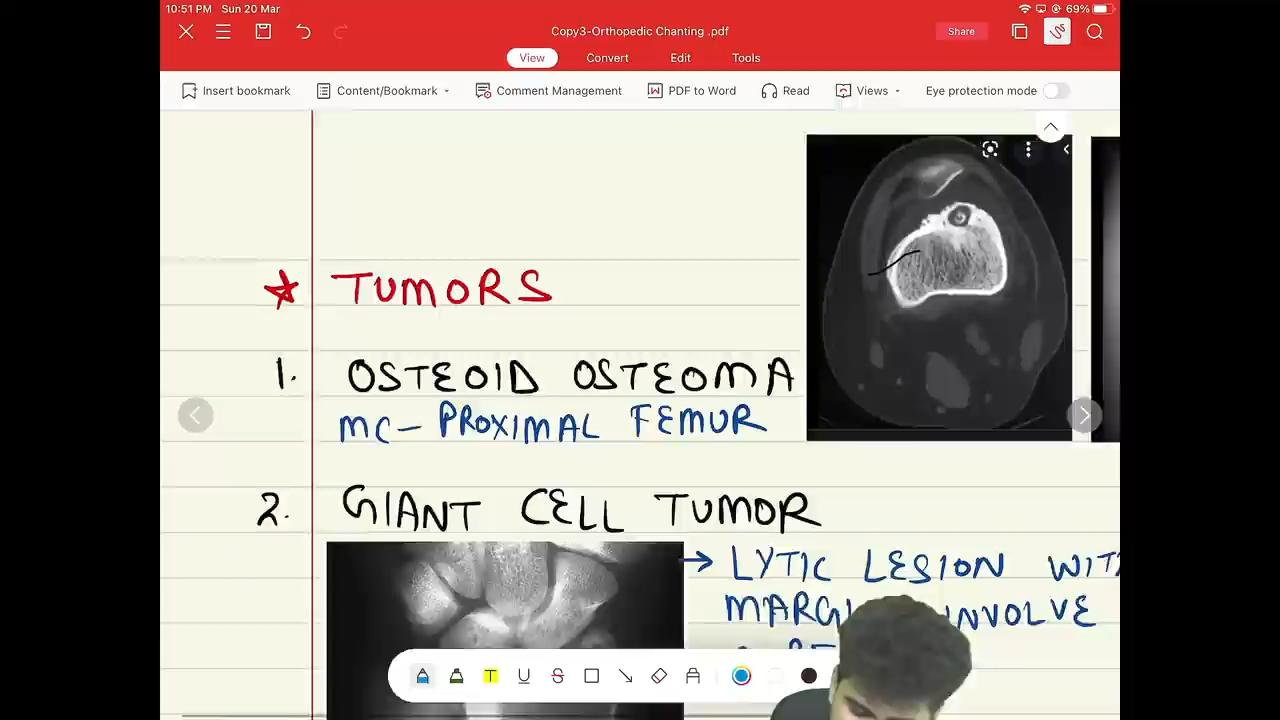 10:51 PM Sun 20 Mar
69%
Copy3-Orthopedic Chanting .pdf
Share
View Convert Edit Tools
Insert bookmark Content/Bookmark Comment Management PDF to Word Read Views Eye protection mode
TUMORS
1. OSTEOID OSTEOMA
MC - PROXIMAL FEMUR
2. GIANT CELL TUMOR
→ LYTIC LESION
INVOLVE
T U S A